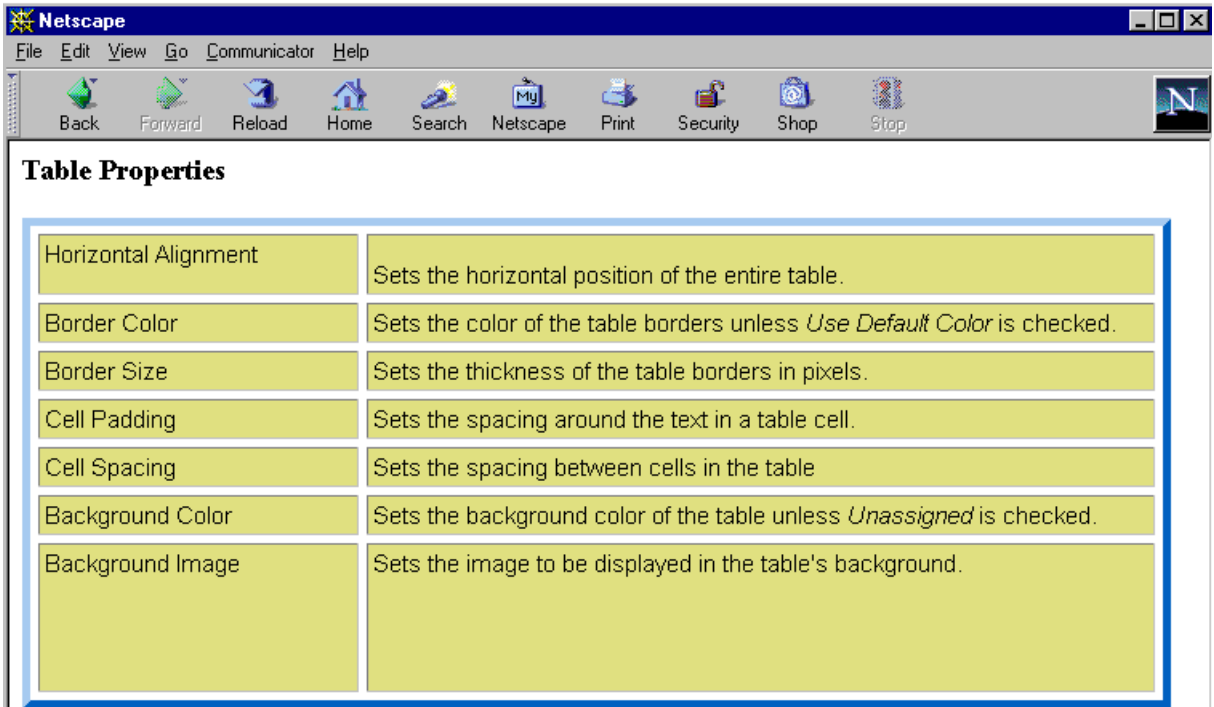 Netscape
File Edit View Go Communicator Help
My
Back Forward Reload Home Search Netscape Print Security Shop Stop
N
Table Properties
Horizontal Alignment Sets the horizontal position of the entire table.
Border Color Sets the color of the table borders unless Use Default Color is checked.
Border Size Sets the thickness of the table borders in pixels.
Cell Padding Sets the spacing around the text in a table cell.
Cell Spacing Sets the spacing between cells in the table
Background Color Sets the background color of the table unless Unassigned is checked.
Background Image Sets the image to be displayed in the table's background.